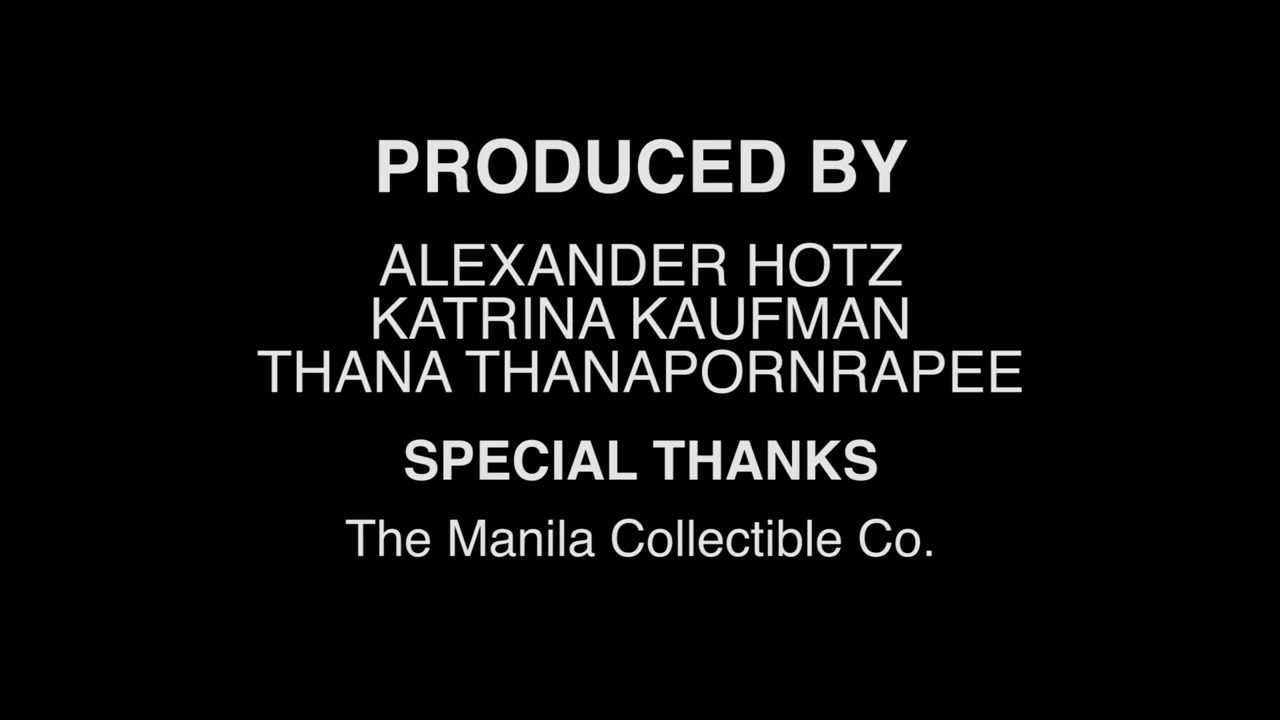 PRODUCED BY
ALEXANDER HOTZ
KATRINA KAUFMAN
THANA THANAPORNRAPEE
SPECIAL THANKS
The Manila Collectible Co.